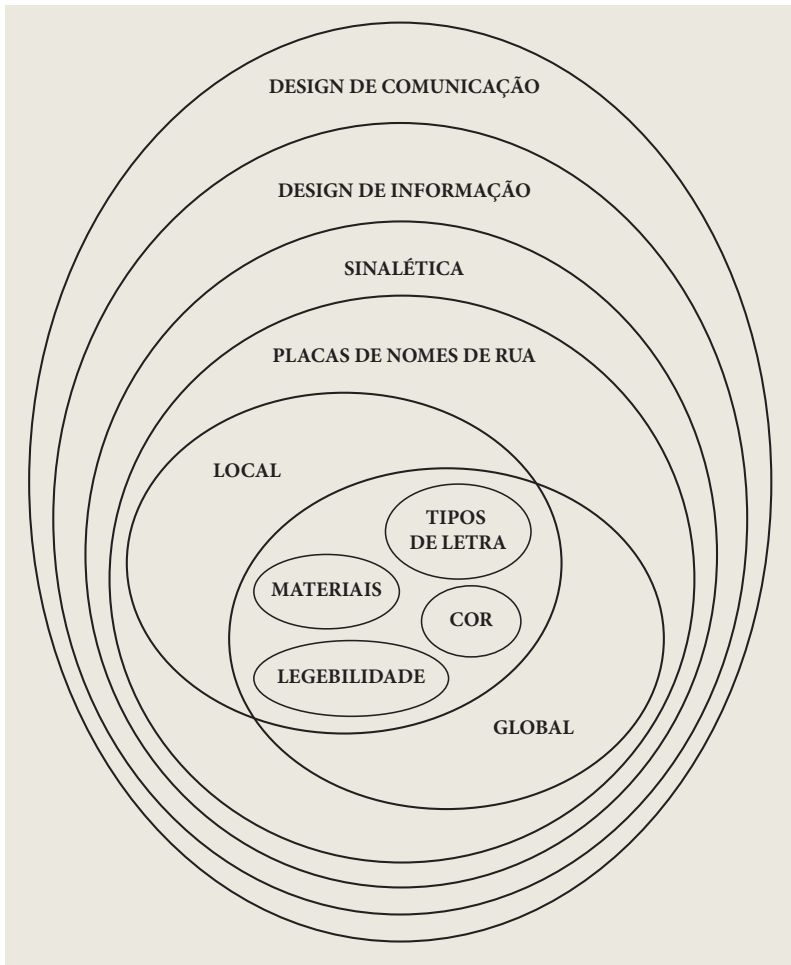 DESIGN DE COMUNICAÇÃO
DESIGN DE INFORMAÇÃO
SINALÉTICA
PLACAS DE NOMES DE RUA
LOCAL
TIPOS
DE LETRA
MATERIAIS
COR
LEGEBILIDADE
GLOBAL